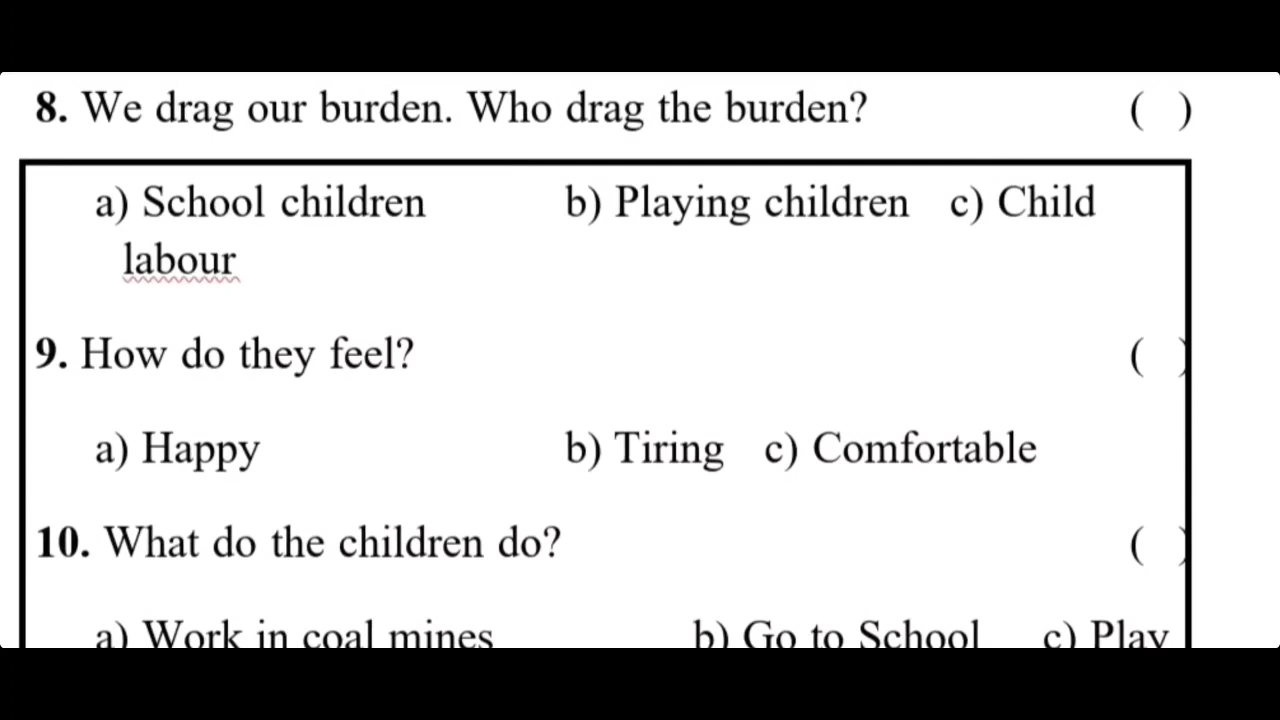 8. We drag our burden. Who drag the burden? ( )
a) School children b) Playing children c) Child
labour
9. How do they feel? ( )
a) Happy b) Tiring c) Comfortable
10. What do the children do? ( )
a) Work in coal mines b) Go to School c) Play